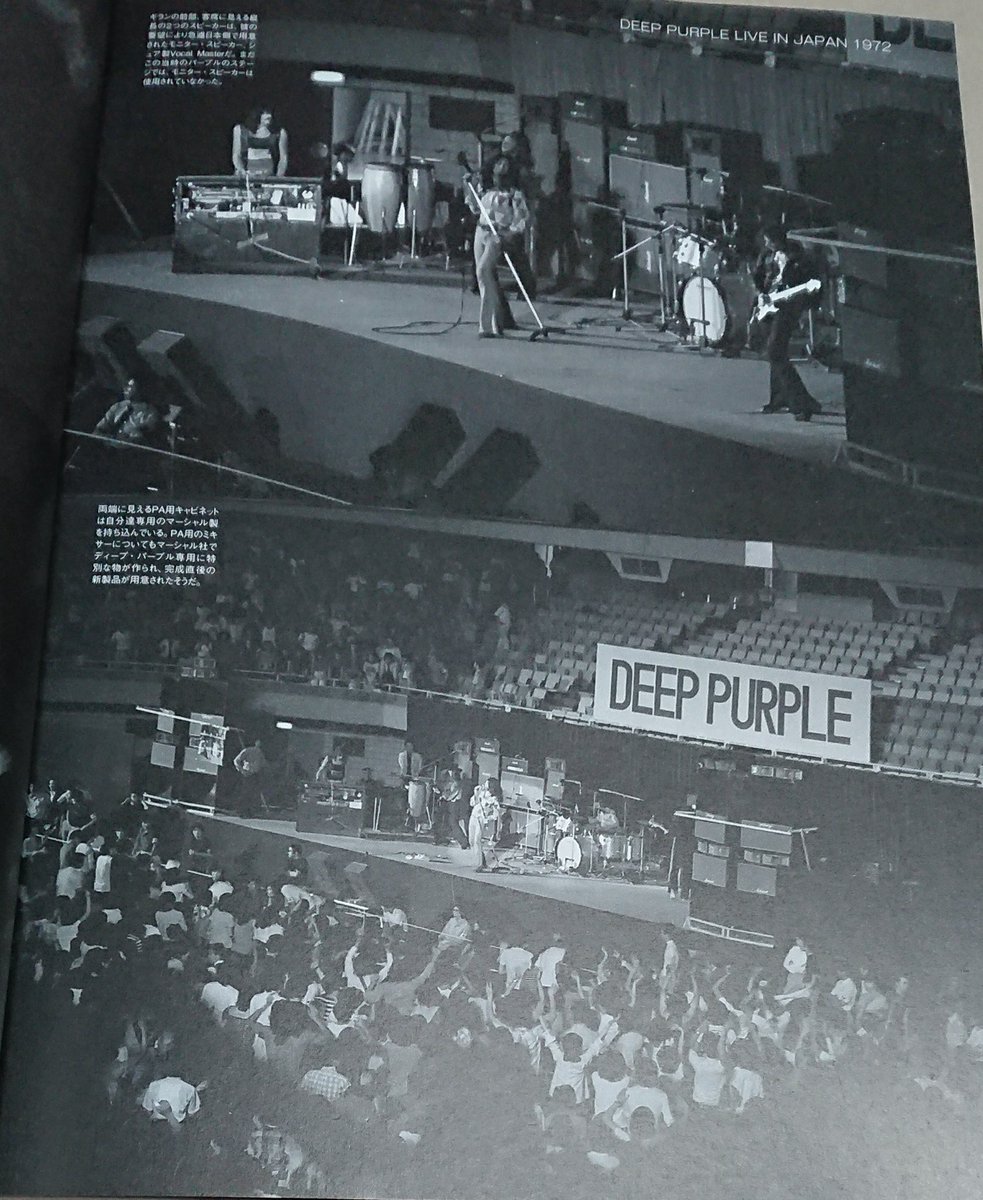 ギランの前部、客席に見える縦
長の2つのスピーカーは、彼の
要望により急遽日本側で用意
されたモニター・スピーカー、シュ
ア製Vocal Masterだ。まだ
この当時のパープルのステー
ジでは、モニター・スピーカーは
使用されていなかった。
DEEP PURPLE LIVE IN JAPAN 1972
両端に見えるPA用キャビネット
は自分達専用のマーシャル製
を持ち込んでいる。PA用のミキ
サーについてもマーシャル社で
ディープ・パープル専用に特
別な物が作られ、完成直後の
新製品が用意されたそうだ。
DEEP PURPLE